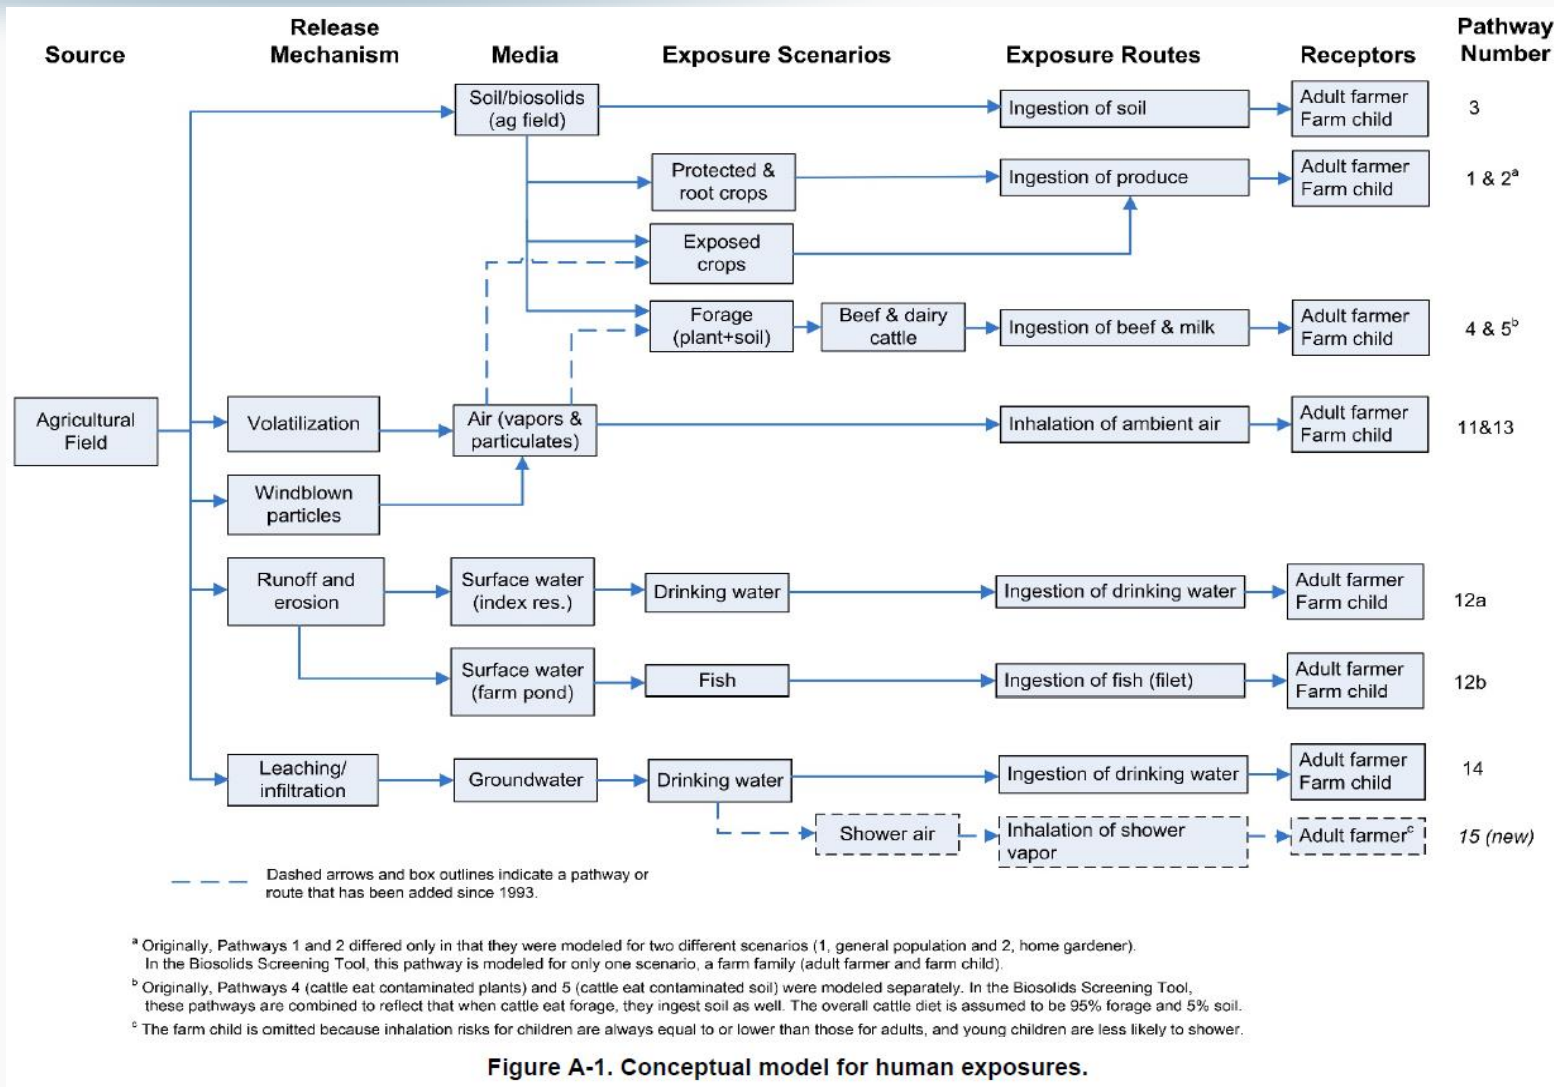 Source
Release
Mechanism
Media
Exposure Scenarios
Exposure Routes
Receptors
Pathway
Number
Soil/biosolids
(ag field)
Ingestion of soil
Adult farmer
Farm child
3
Protected &
root crops
Ingestion of produce
Adult farmer
Farm child
1 & 2ᵃ
Exposed
crops
Forage
(plant+soil)
Beef & dairy
cattle
Ingestion of beef & milk
Adult farmer
Farm child
4 & 5ᵇ
Agricultural
Field
Volatilization
Air (vapors &
particulates)
Inhalation of ambient air
Adult farmer
Farm child
11&13
Windblown
particles
Runoff and
erosion
Surface water
(index res.)
Drinking water
Ingestion of drinking water
Adult farmer
Farm child
12a
Surface water
(farm pond)
Fish
Ingestion of fish (filet)
Adult farmer
Farm child
12b
Leaching/
infiltration
Groundwater
Drinking water
Ingestion of drinking water
Adult farmer
Farm child
14
Shower air
Inhalation of shower
vapor
Adult farmerᶜ
15 (new)
Dashed arrows and box outlines indicate a pathway or
route that has been added since 1993.
ᵃ Originally, Pathways 1 and 2 differed only in that they were modeled for two different scenarios (1, general population and 2, home gardener).
In the Biosolids Screening Tool, this pathway is modeled for only one scenario, a farm family (adult farmer and farm child).
ᵇ Originally, Pathways 4 (cattle eat contaminated plants) and 5 (cattle eat contaminated soil) were modeled separately. In the Biosolids Screening Tool,
these pathways are combined to reflect that when cattle eat forage, they ingest soil as well. The overall cattle diet is assumed to be 95% forage and 5% soil.
ᶜ The farm child is omitted because inhalation risks for children are always equal to or lower than those for adults, and young children are less likely to shower.
Figure A-1. Conceptual model for human exposures.